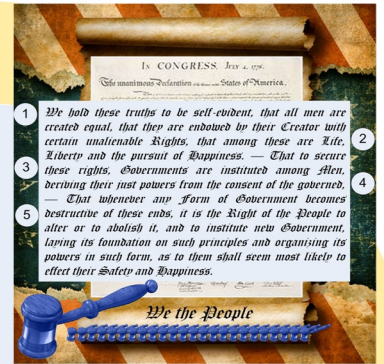 IN CONGRESS, JULY 4, 1776.
The unanimous Declaration of the thirteen united States of America,
1
We hold these truths to be self-evident, that all men are
created equal, that they are endowed by their Creator with
certain unalienable Rights, that among these are Life,
2
Liberty and the pursuit of Happiness. — That to secure
3
these rights, Governments are instituted among Men,
deriving their just powers from the consent of the governed,
4
— That whenever any Form of Government becomes
5
destructive of these ends, it is the Right of the People to
alter or to abolish it, and to institute new Government,
laying its foundation on such principles and organizing its
powers in such form, as to them shall seem most likely to
effect their Safety and Happiness.
We the People